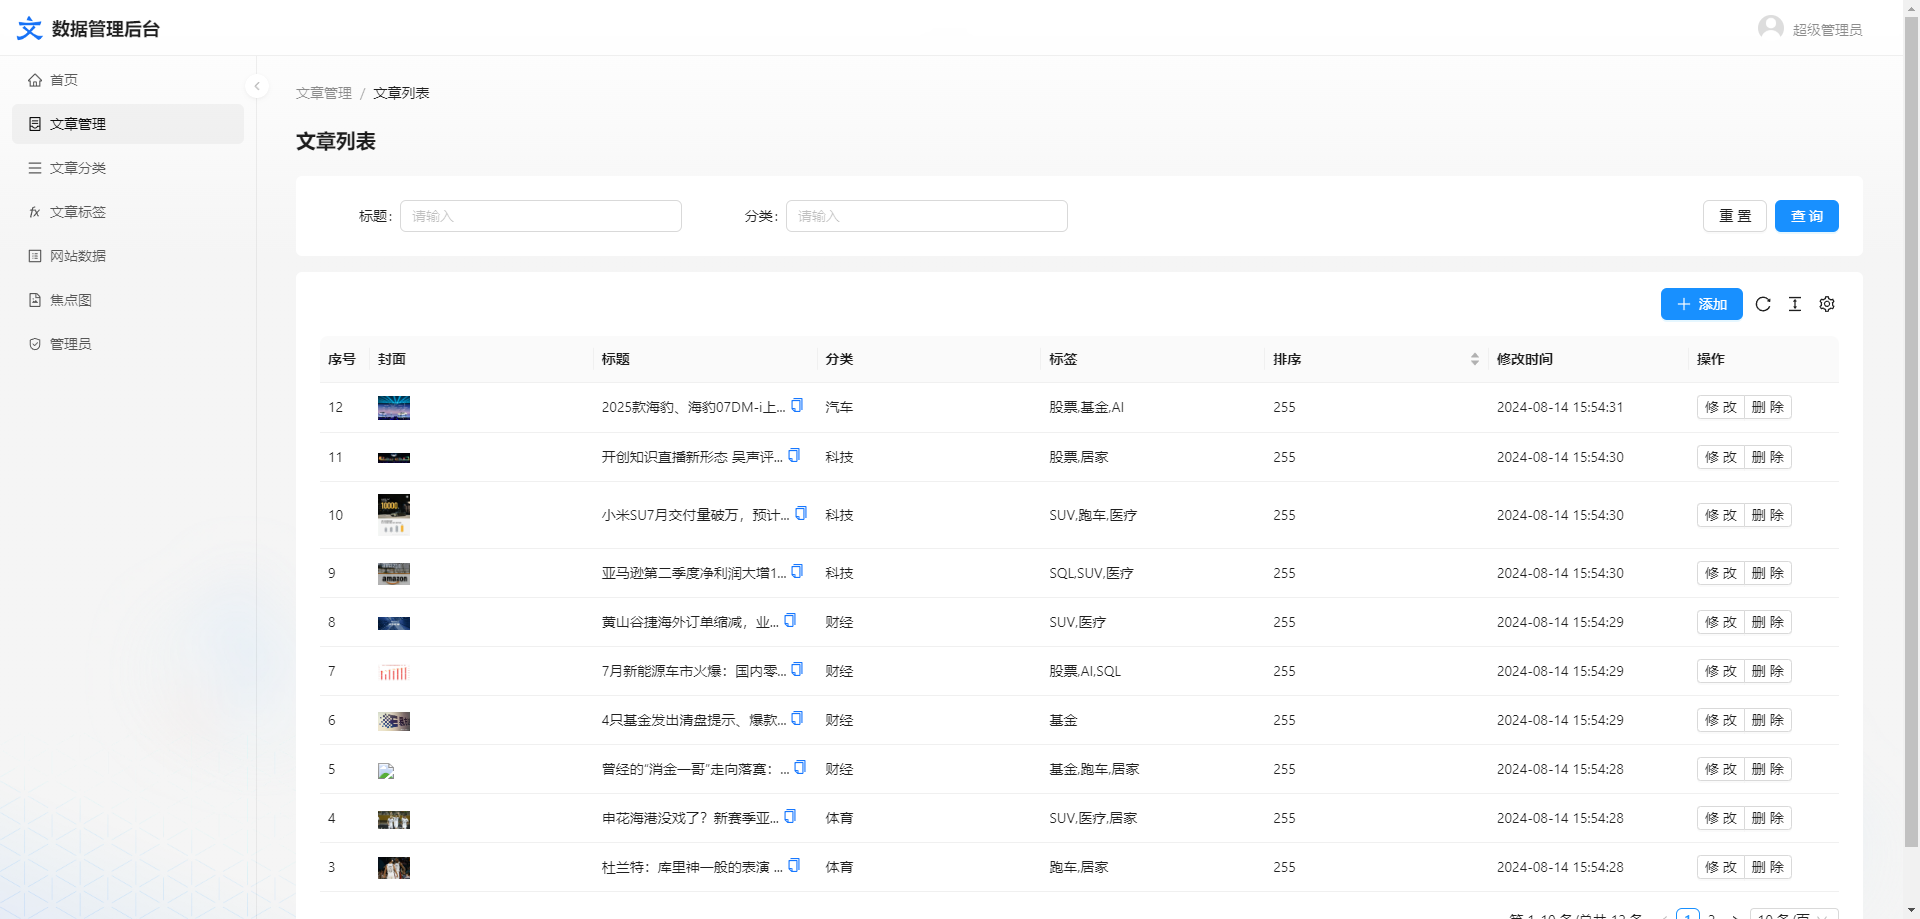 数据管理后台
超级管理员
首页
文章管理
文章分类
文章标签
网站数据
焦点图
管理员
文章管理 / 文章列表
文章列表
标题: 请输入 分类: 请输入 重 置 查 询
添加
序号 封面 标题 分类 标签 排序 修改时间 操作
12 2025款海豹、海豹07DM-i上... 汽车 股票,基金,AI 255 2024-08-14 15:54:31 修 改 删 除
11 开创知识直播新形态 吴声评... 科技 股票,居家 255 2024-08-14 15:54:30 修 改 删 除
10 小米SU7月交付量破万，预计... 科技 SUV,跑车,医疗 255 2024-08-14 15:54:30 修 改 删 除
9 亚马逊第二季度净利润大增1... 科技 SQL,SUV,医疗 255 2024-08-14 15:54:30 修 改 删 除
8 黄山谷捷海外订单缩减，业... 财经 SUV,医疗 255 2024-08-14 15:54:29 修 改 删 除
7 7月新能源车市火爆：国内零... 财经 股票,AI,SQL 255 2024-08-14 15:54:29 修 改 删 除
6 4只基金发出清盘提示、爆款... 财经 基金 255 2024-08-14 15:54:29 修 改 删 除
5 曾经的“消金一哥”走向落寞：... 财经 基金,跑车,居家 255 2024-08-14 15:54:28 修 改 删 除
4 申花海港没戏了？新赛季亚... 体育 SUV,医疗,居家 255 2024-08-14 15:54:28 修 改 删 除
3 杜兰特：库里神一般的表演 ... 体育 跑车,居家 255 2024-08-14 15:54:28 修 改 删 除
第 1-10 条/总共 12 条 1 2 10 条/页